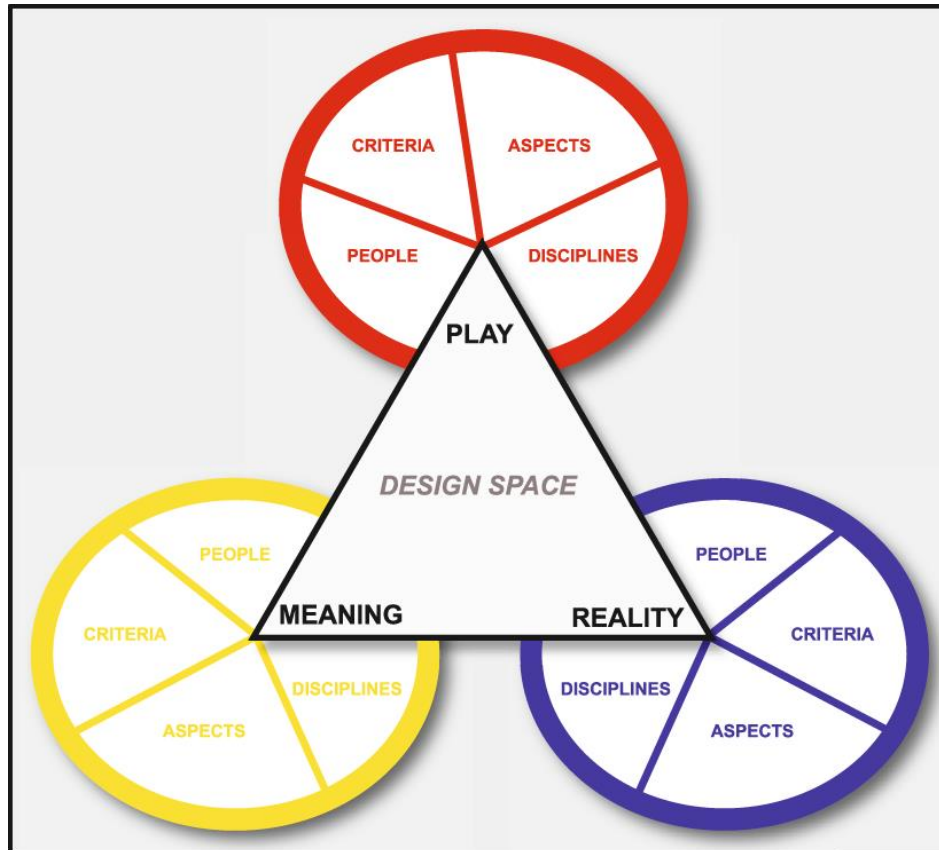 CRITERIA
ASPECTS
PEOPLE
DISCIPLINES
PLAY
DESIGN SPACE
PEOPLE
CRITERIA
MEANING
DISCIPLINES
ASPECTS
PEOPLE
CRITERIA
REALITY
DISCIPLINES
ASPECTS